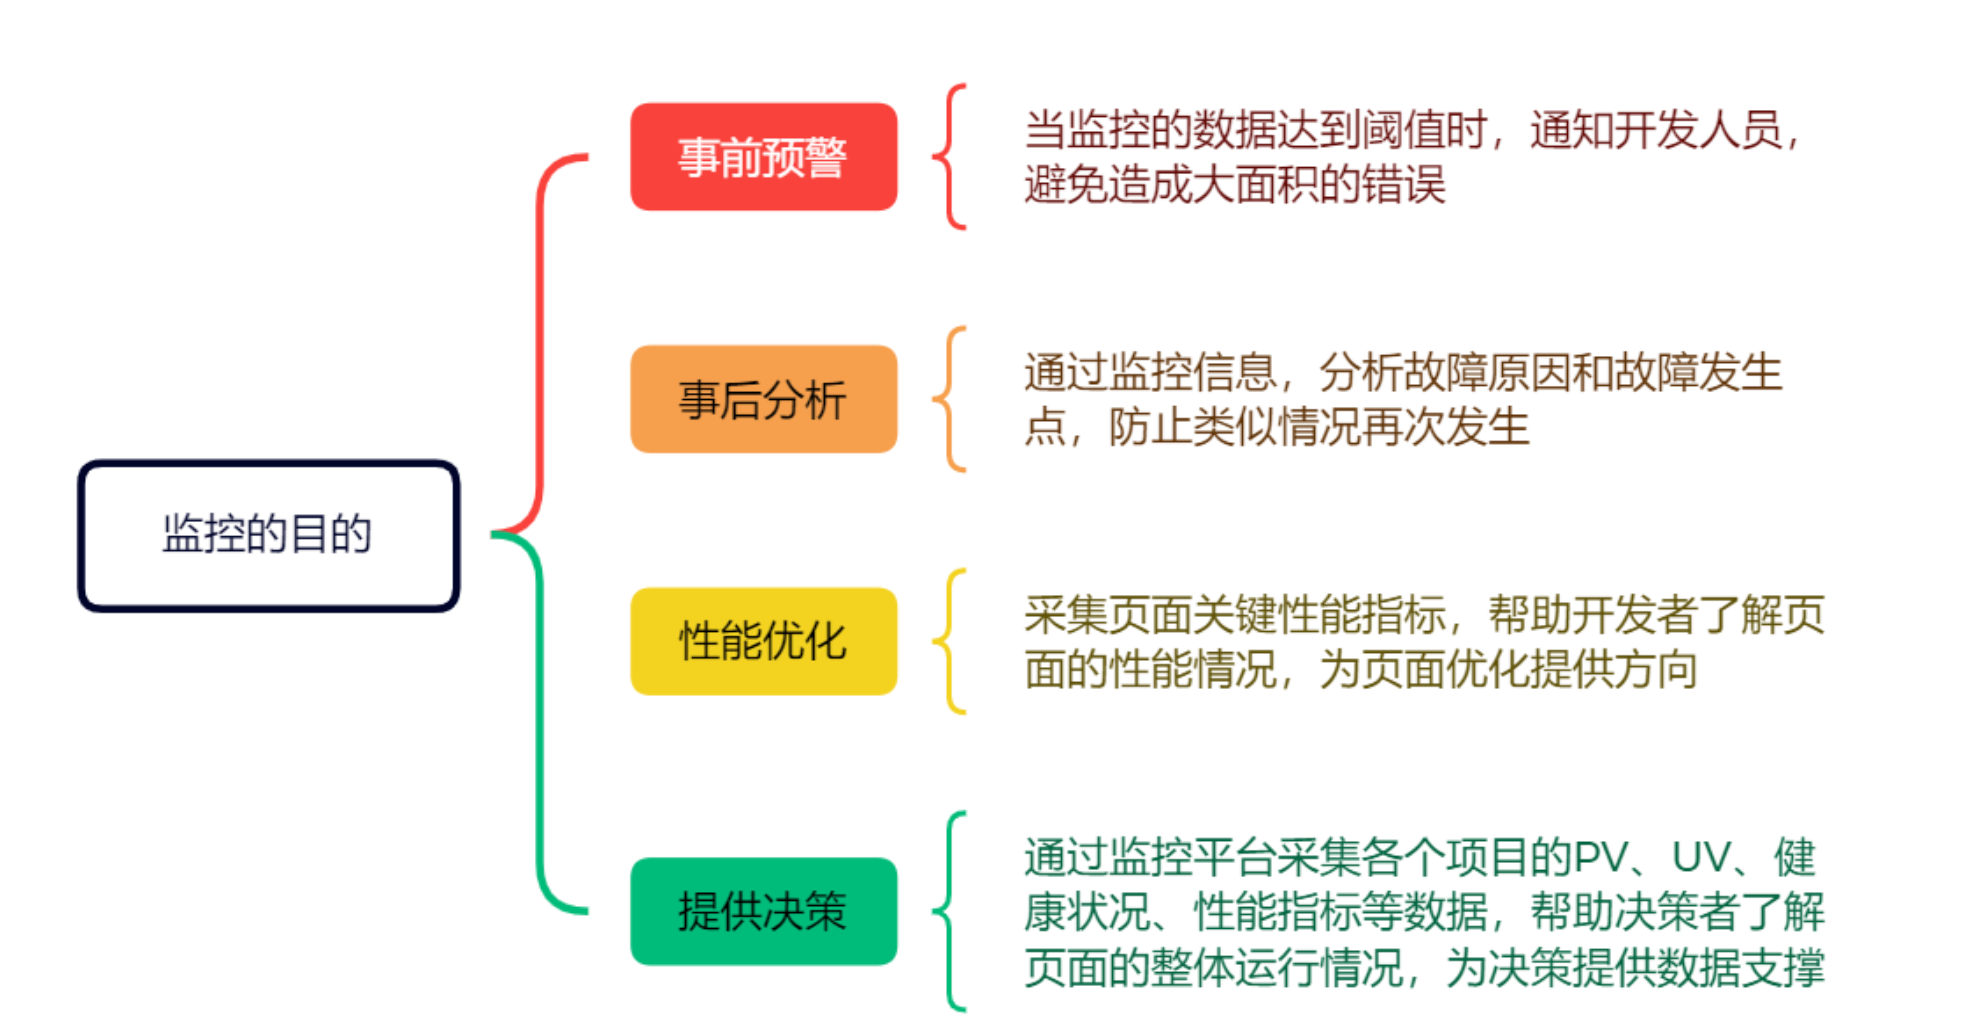 监控的目的
事前预警
当监控的数据达到阈值时，通知开发人员，
避免造成大面积的错误
事后分析
通过监控信息，分析故障原因和故障发生
点，防止类似情况再次发生
性能优化
采集页面关键性能指标，帮助开发者了解页
面的性能情况，为页面优化提供方向
提供决策
通过监控平台采集各个项目的PV、UV、健
康状况、性能指标等数据，帮助决策者了解
页面的整体运行情况，为决策提供数据支撑